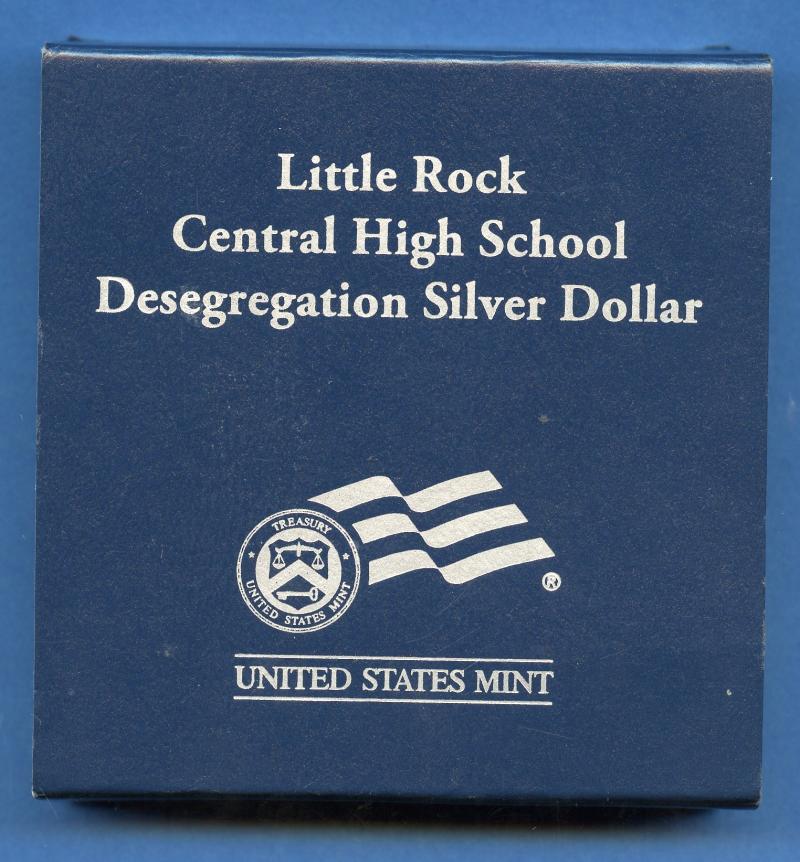 Little Rock
Central High School
Desegregation Silver Dollar
TREASURY
UNITED STATES MINT
®
UNITED STATES MINT